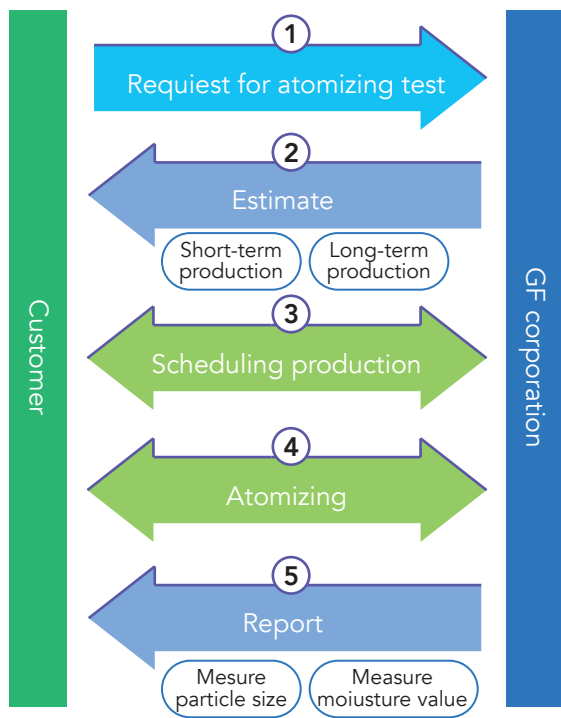 1
Requiest for atomizing test
2
Estimate
Short-term
production
Long-term
production
3
Scheduling production
4
Atomizing
5
Report
Mesure
particle size
Measure
moiusture value
Customer
GF corporation